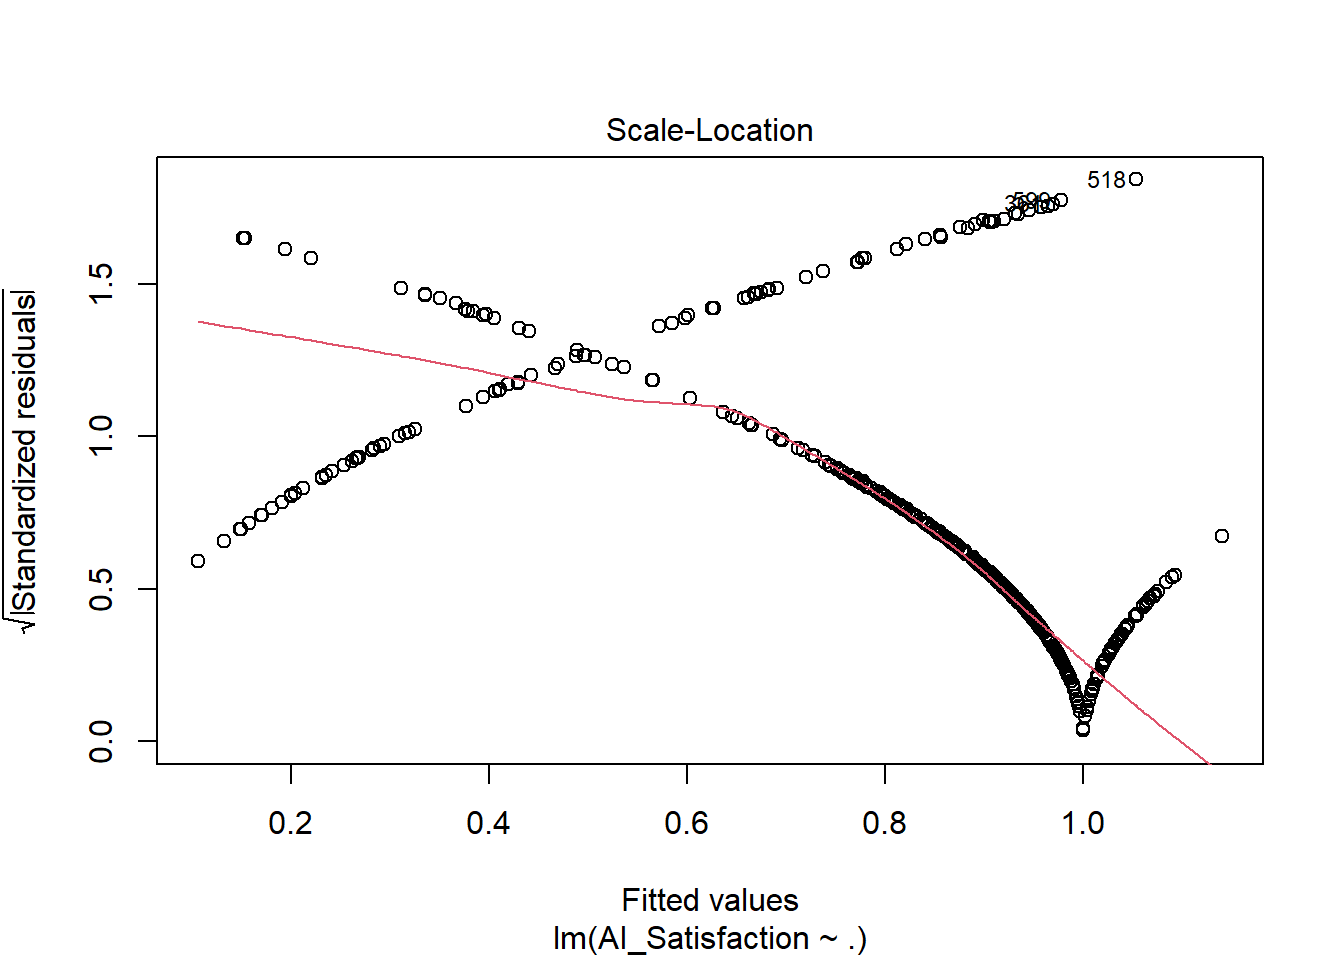 Scale-Location
518
1.5
1.0
0.5
0.0
√|Standardized residuals|
0.2 0.4 0.6 0.8 1.0
Fitted values
lm(AI_Satisfaction ~ .)